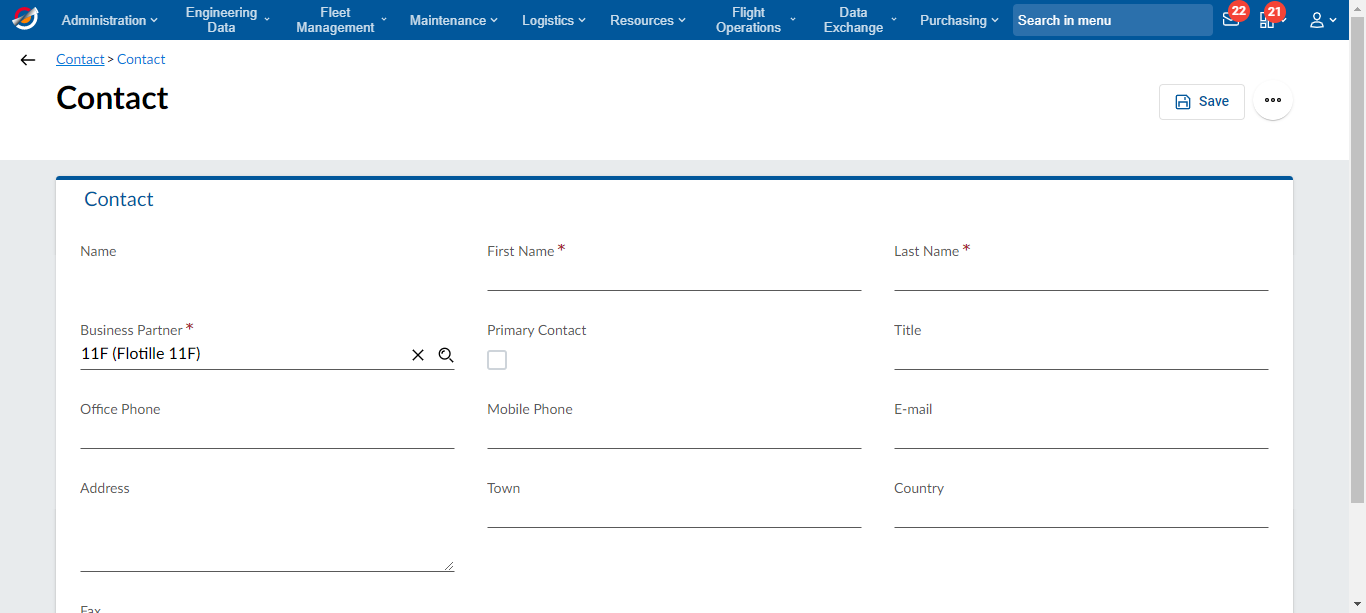 Administration
Engineering
Data
Fleet
Management
Maintenance
Logistics
Resources
Flight
Operations
Data
Exchange
Purchasing
Search in menu
22
21
Contact > Contact
Contact
Save
Contact
Name
First Name *
Last Name *
Business Partner *
Primary Contact
Title
11F (Flotille 11F)
Office Phone
Mobile Phone
E-mail
Address
Town
Country
Fax